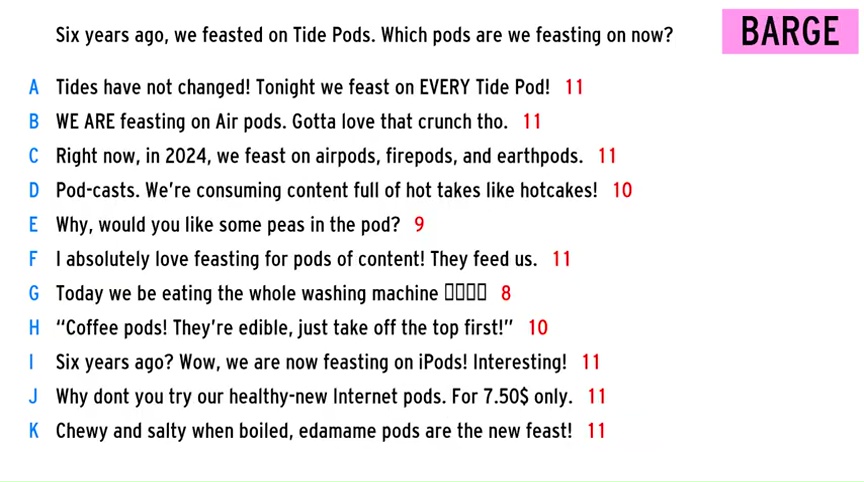 Six years ago, we feasted on Tide Pods. Which pods are we feasting on now?
BARGE
A Tides have not changed! Tonight we feast on EVERY Tide Pod! 11
B WE ARE feasting on Air pods. Gotta love that crunch tho. 11
C Right now, in 2024, we feast on airpods, firepods, and earthpods. 11
D Pod-casts. We're consuming content full of hot takes like hotcakes! 10
E Why, would you like some peas in the pod? 9
F I absolutely love feasting for pods of content! They feed us. 11
G Today we be eating the whole washing machine ▯▯▯▯ 8
H “Coffee pods! They're edible, just take off the top first!” 10
I Six years ago? Wow, we are now feasting on iPods! Interesting! 11
J Why dont you try our healthy-new Internet pods. For 7.50$ only. 11
K Chewy and salty when boiled, edamame pods are the new feast! 11